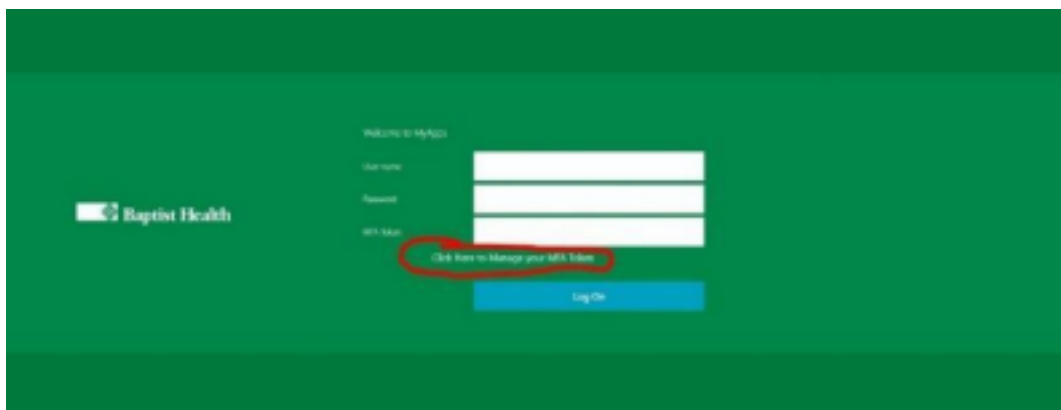 Welcome to MyApps
User name
Password
MFA Token
Baptist Health
Click Here to Manage your MFA Token
Log On